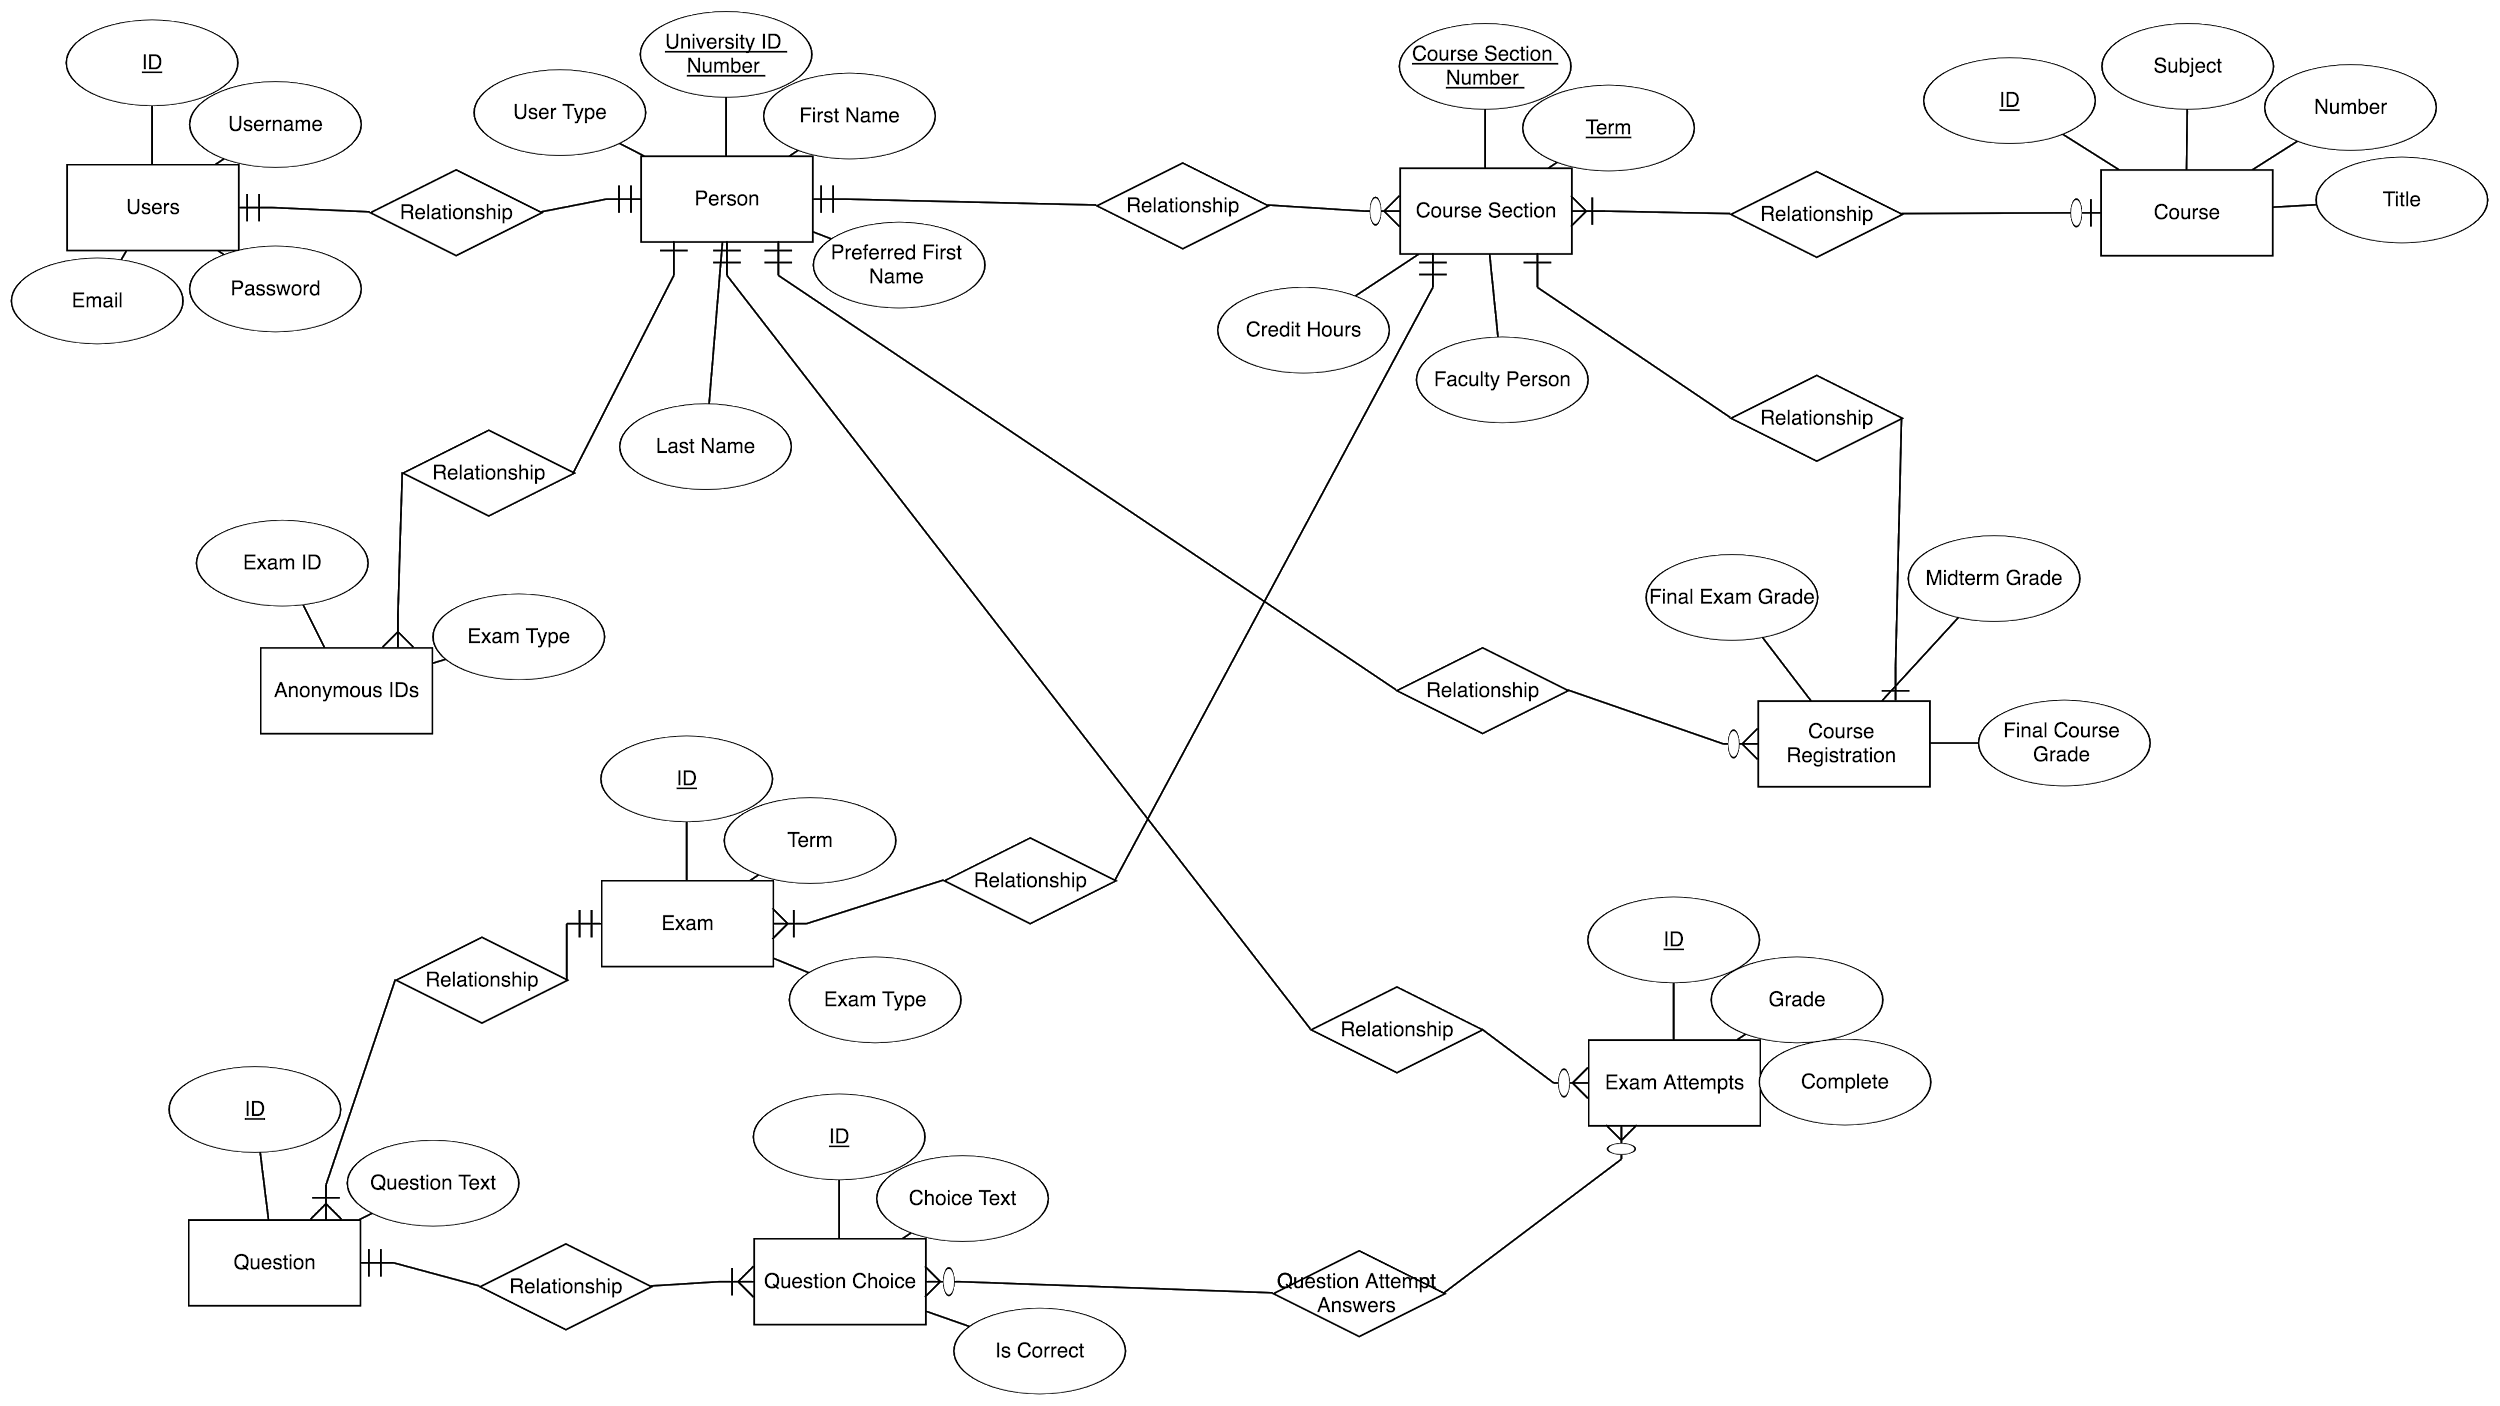 ID
Username
Users
Email
Password
Relationship
User Type
University ID
Number
First Name
Person
Preferred First
Name
Last Name
Relationship
Course Section
Number
Term
Course Section
Credit Hours
Faculty Person
Relationship
ID
Subject
Number
Title
Course
Relationship
Relationship
Exam ID
Exam Type
Anonymous IDs
Final Exam Grade
Midterm Grade
Relationship
Course
Registration
Final Course
Grade
ID
Term
Exam
Exam Type
Relationship
Relationship
ID
Grade
Complete
Exam Attempts
Relationship
ID
Question Text
Question
Relationship
ID
Choice Text
Question Choice
Is Correct
Question Attempt
Answers